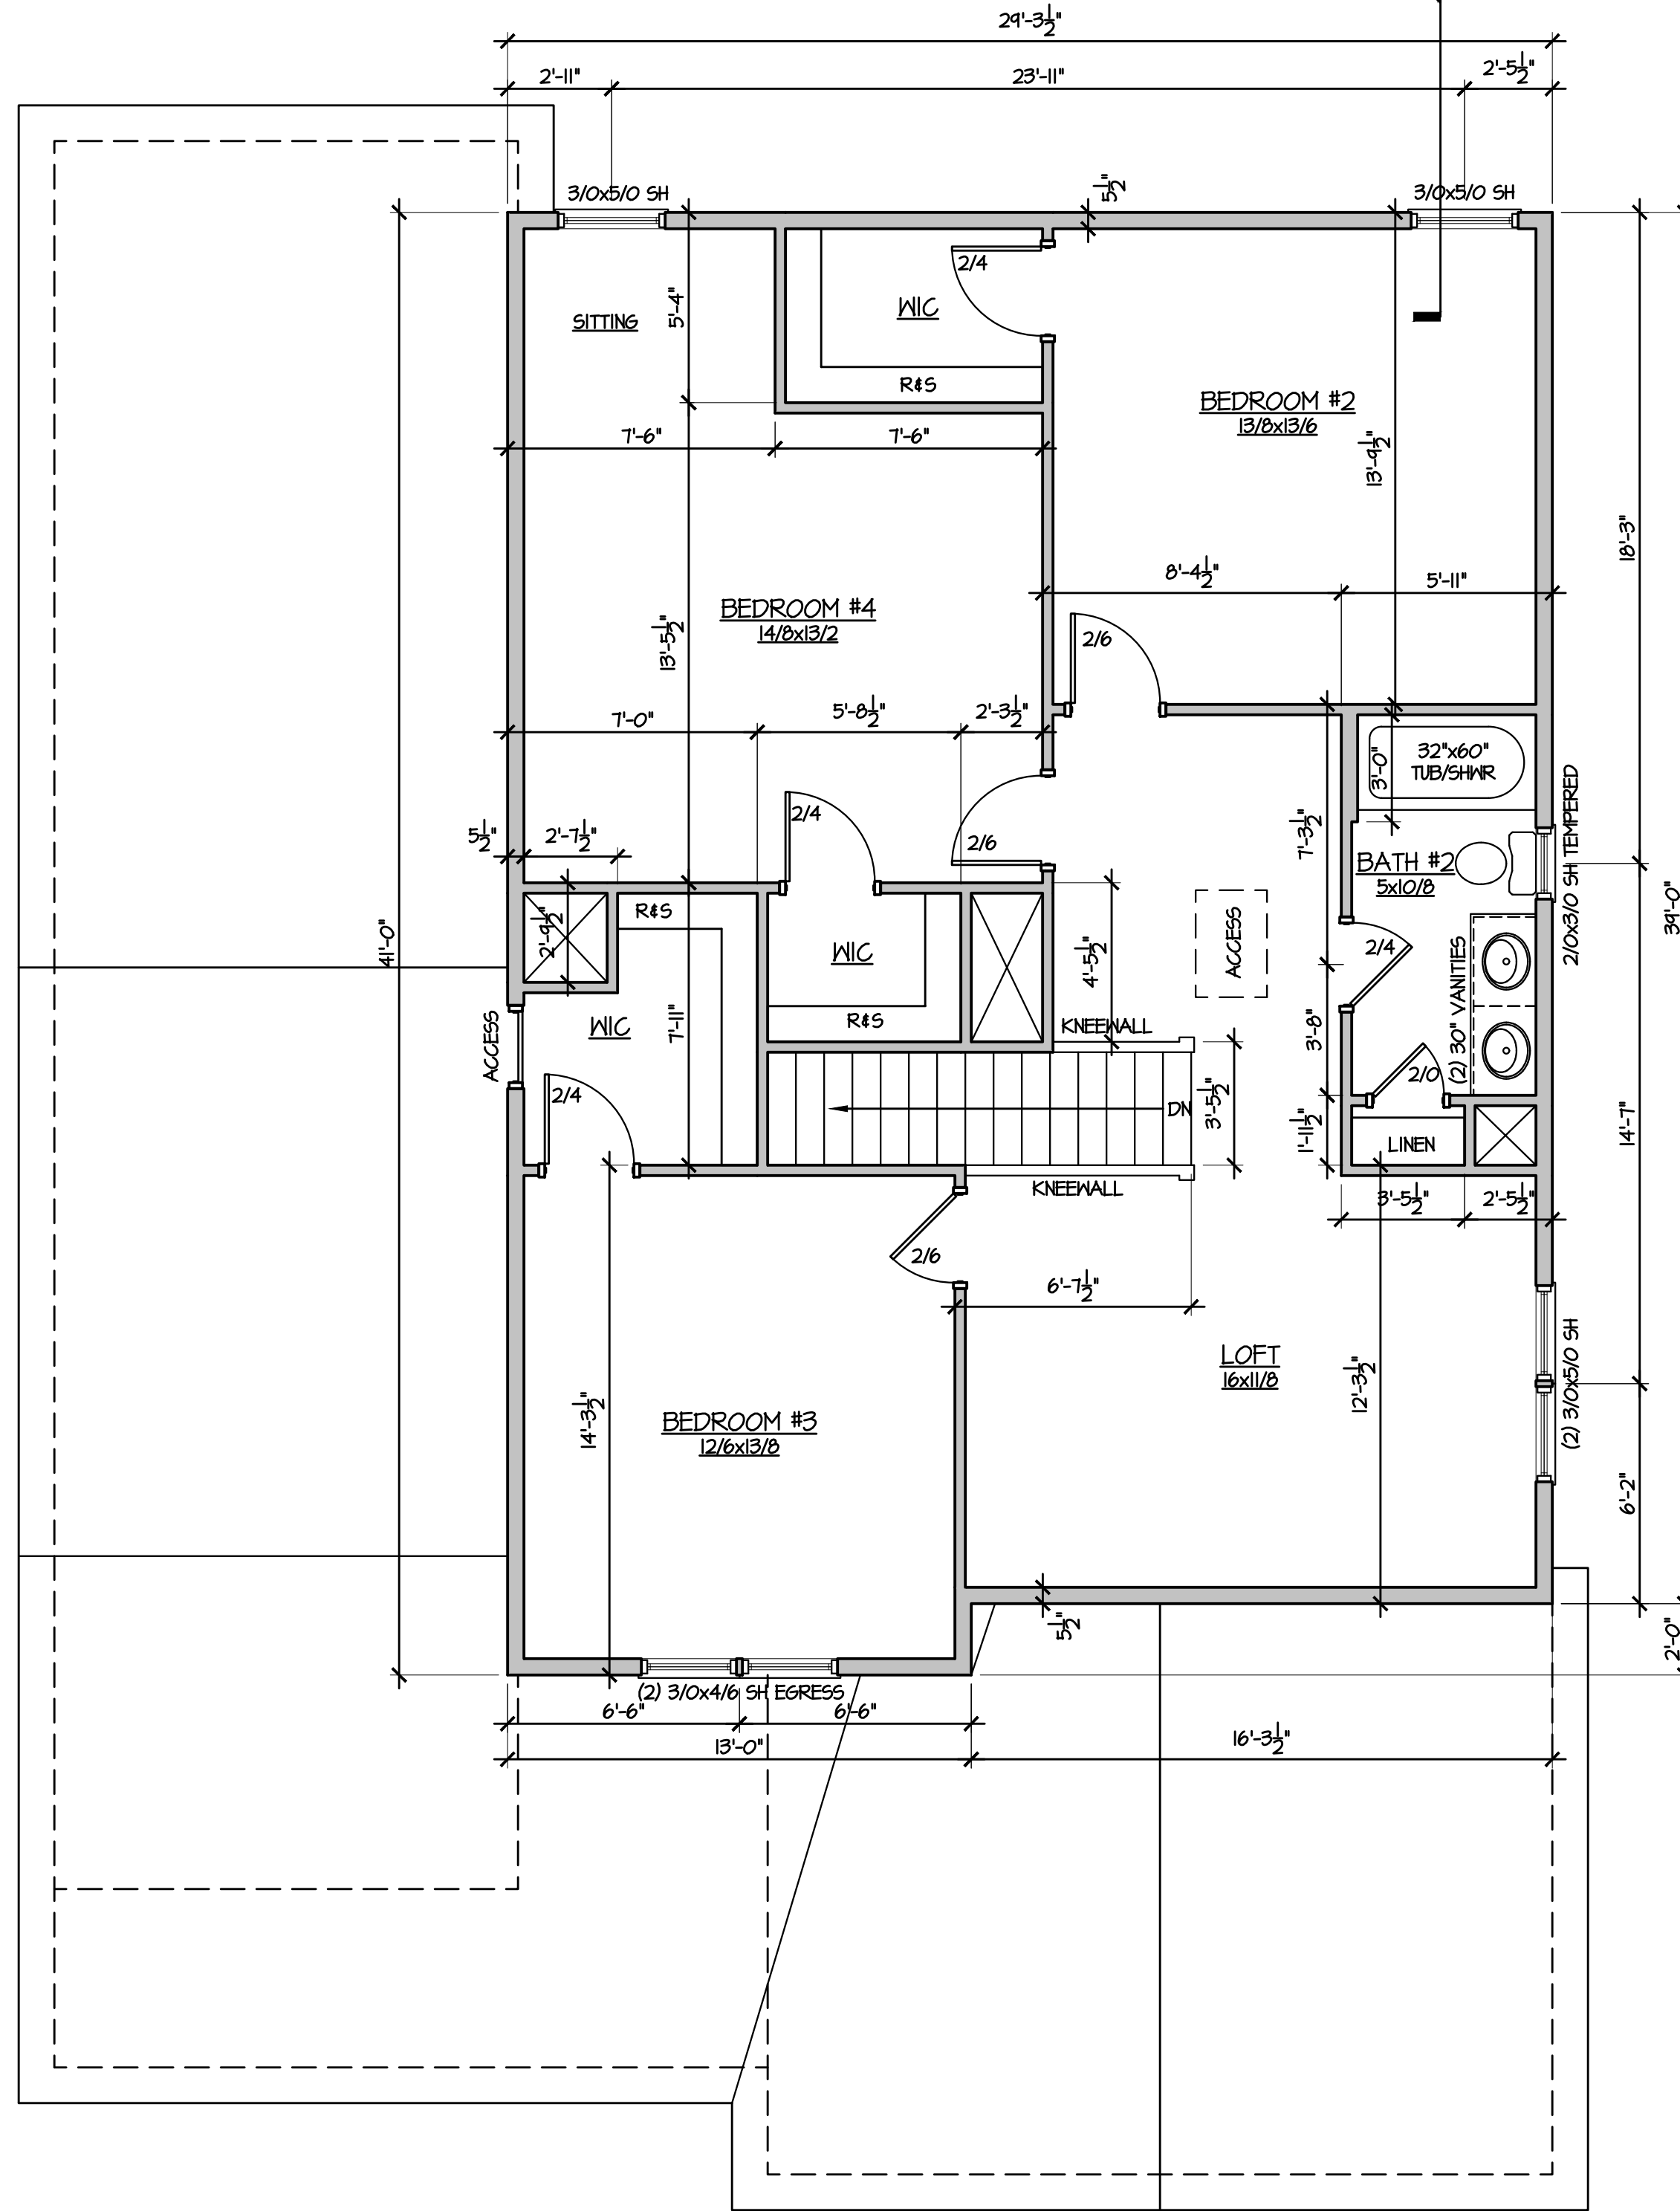 29'-3 1/2"
2'-11"
23'-11"
2'-5 1/2"
3/0x5/0 SH
5 1/2"
3/0x5/0 SH
2/4
WIC
SITTING
5'-4"
R&S
BEDROOM #2
13/8x13/6
7'-6"
7'-6"
13'-9 1/2"
18'-3"
8'-4 1/2"
5'-11"
BEDROOM #4
14/8x13/2
13'-5 1/2"
2/6
7'-0"
5'-8 1/2"
2'-3 1/2"
32"x60"
TUB/SHWR
3'-0"
2/4
5 1/2"
2'-7 1/2"
2/6
7'-3 1/2"
BATH #2
5x10/8
2/0x3/0 SH TEMPERED
39'-0"
R&S
41'-0"
2'-9 1/2"
WIC
4'-5 1/2"
ACCESS
2/4
(2) 30" VANITIES
R&S
WIC
7'-11"
KNEEWALL
3'-8"
ACCESS
2/4
2/0
DN
3'-5 1/2"
1'-11 1/2"
LINEN
14'-7"
KNEEWALL
3'-5 1/2"
2'-5 1/2"
2/6
6'-7 1/2"
LOFT
16x11/8
12'-3 1/2"
(2) 3/0x5/0 SH
14'-3 1/2"
BEDROOM #3
12/6x13/8
6'-2"
5 1/2"
2'-0"
(2) 3/0x4/6 SH EGRESS
6'-6"
6'-6"
13'-0"
16'-3 1/2"